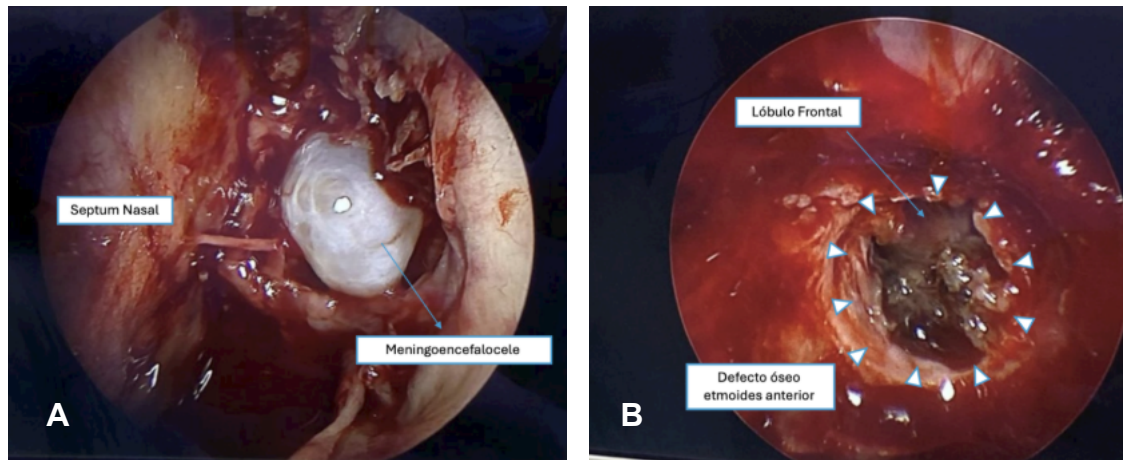 Septum Nasal
Meningoencefalocele
A
Lóbulo Frontal
Defecto óseo
etmoides anterior
B